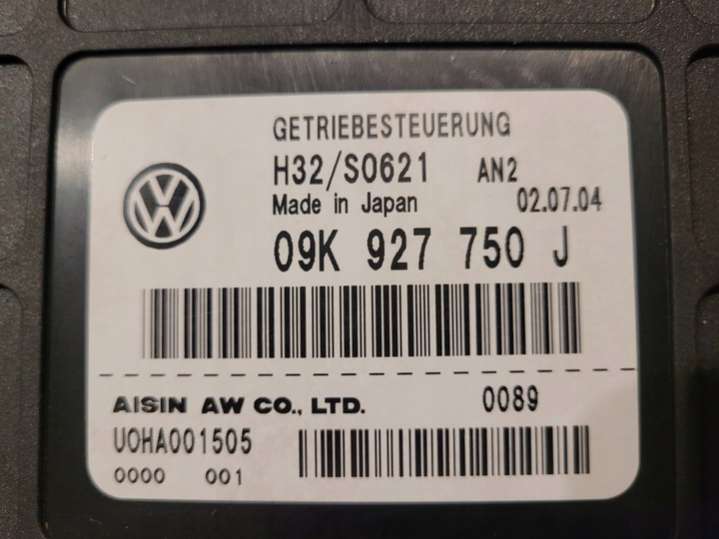 GETRIEBESTEUERUNG
H32/S0621 AN2
Made in Japan 02.07.04
09K 927 750 J
AISIN AW CO., LTD. 0089
UOHA001505
0000 001